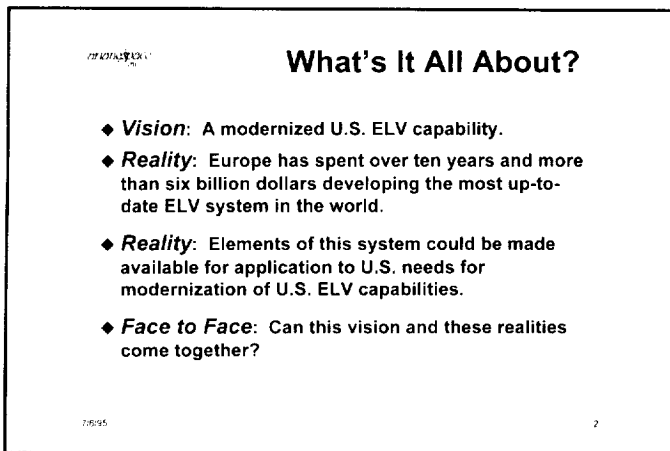 What's It All About?
◆ Vision: A modernized U.S. ELV capability.
◆ Reality: Europe has spent over ten years and more
than six billion dollars developing the most up-to-
date ELV system in the world.
◆ Reality: Elements of this system could be made
available for application to U.S. needs for
modernization of U.S. ELV capabilities.
◆ Face to Face: Can this vision and these realities
come together?
7/6/95
2